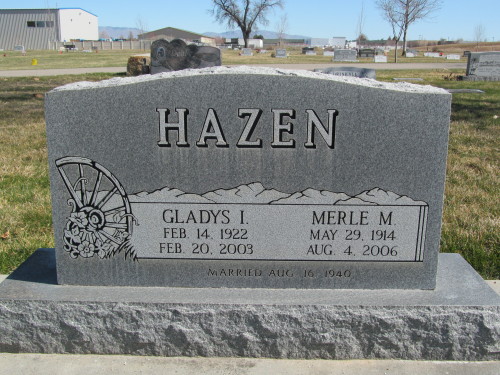 HAZEN
GLADYS I.
FEB. 14, 1922
FEB. 20, 2003
MERLE M.
MAY 29, 1914
AUG. 4, 2006
MARRIED AUG. 16, 1940